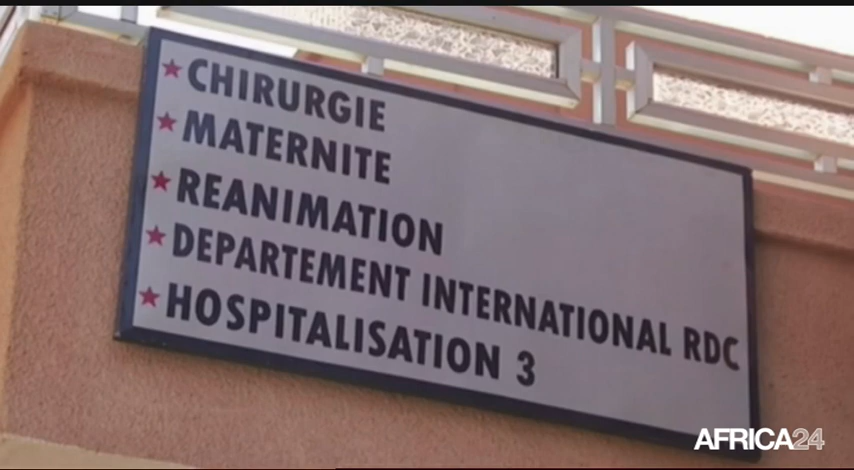 CHIRURGIE
MATERNITE
REANIMATION
DEPARTEMENT INTERNATIONAL RDC
HOSPITALISATION 3
AFRICA24